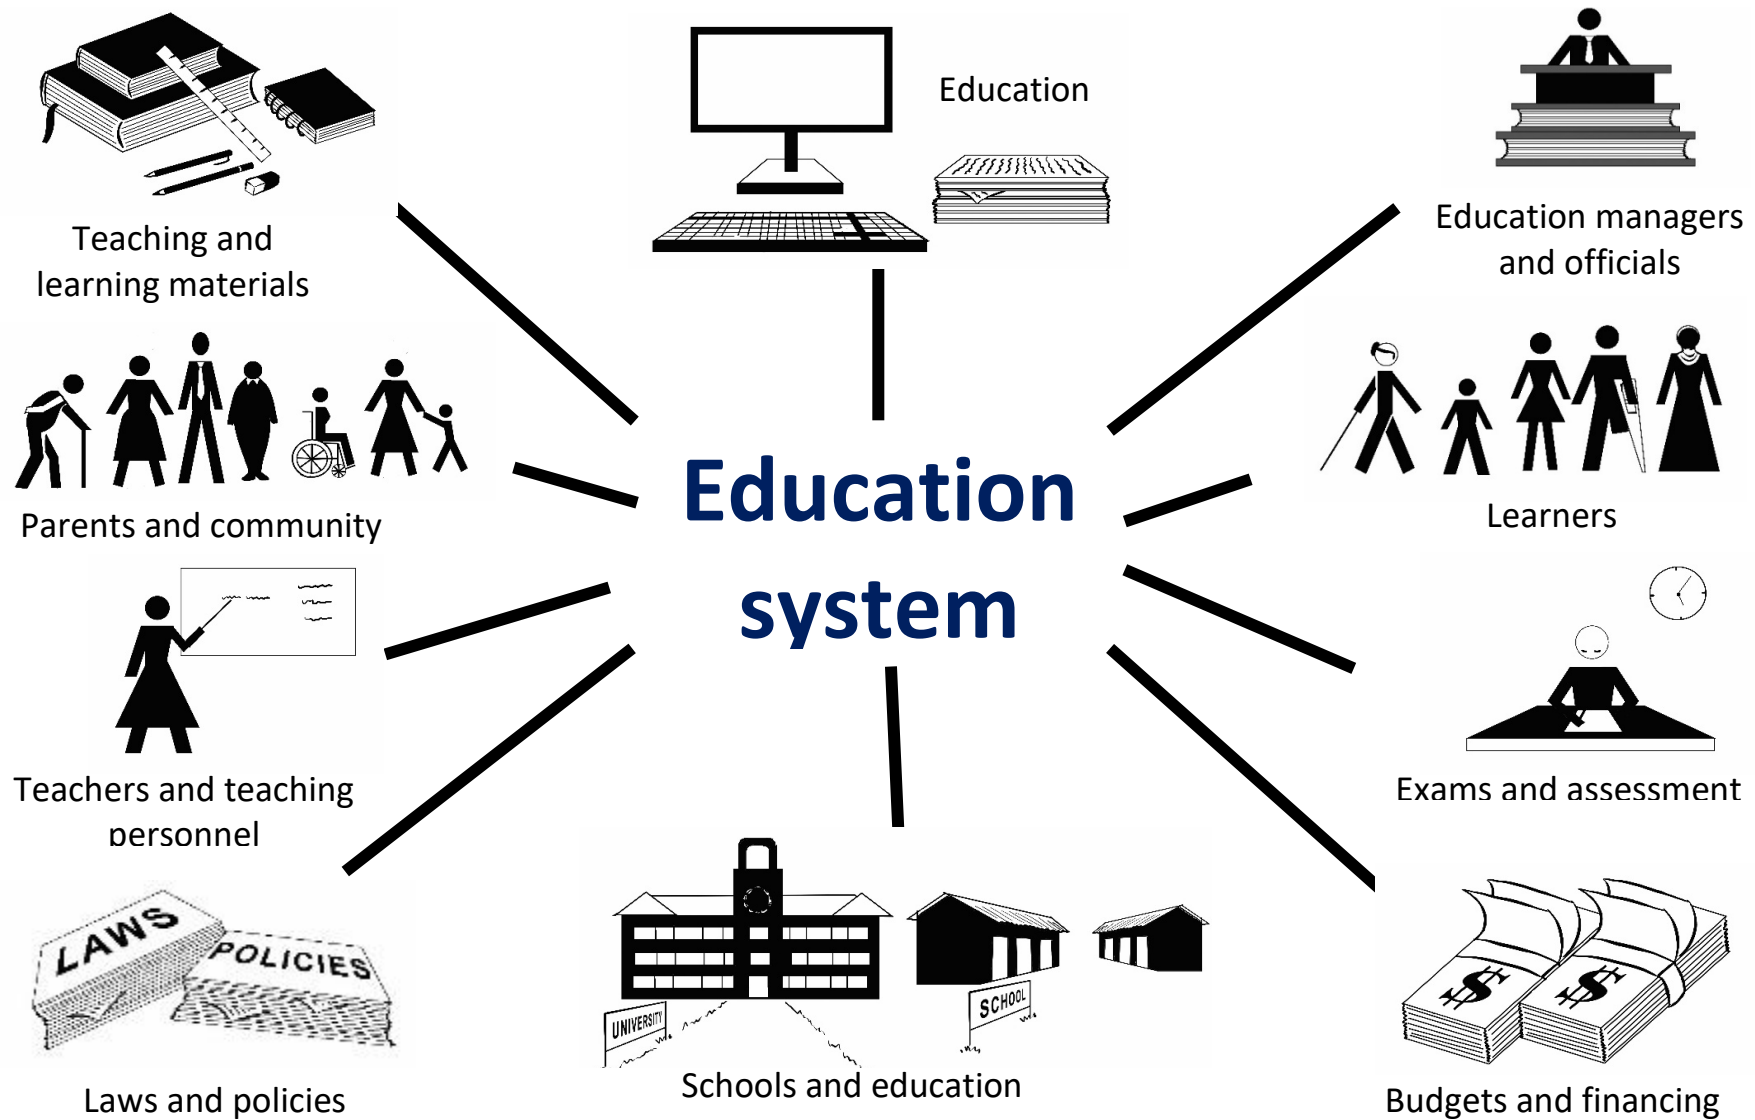 Education
Teaching and
learning materials
Education managers
and officials
Education
system
Parents and community
Learners
Teachers and teaching
personnel
Exams and assessment
LAWS
POLICIES
Laws and policies
UNIVERSITY
SCHOOL
Schools and education
$ $
Budgets and financing